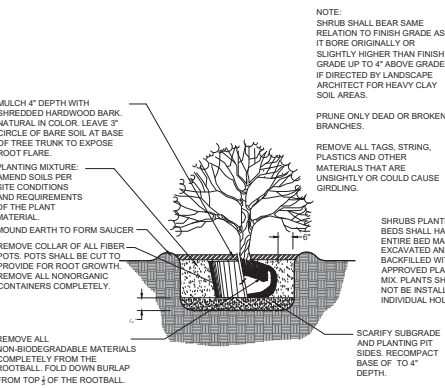 NOTE:
SHRUB SHALL BEAR SAME
RELATION TO FINISH GRADE AS
IT BORE ORIGINALLY OR
SLIGHTLY HIGHER THAN FINISH
GRADE UP TO 4" ABOVE GRADE
IF DIRECTED BY LANDSCAPE
ARCHITECT FOR HEAVY CLAY
SOIL AREAS.
PRUNE ONLY DEAD OR BROKEN
BRANCHES.
REMOVE ALL TAGS, STRING,
PLASTICS AND OTHER
MATERIALS THAT ARE
UNSIGHTLY OR COULD CAUSE
GIRDLING.
MULCH 4" DEPTH WITH
SHREDDED HARDWOOD BARK.
NATURAL IN COLOR. LEAVE 3"
CIRCLE OF BARE SOIL AT BASE
OF TREE TRUNK TO EXPOSE
ROOT FLARE.
PLANTING MIXTURE:
AMEND SOILS PER
SITE CONDITIONS
AND REQUIREMENTS
OF THE PLANT
MATERIAL.
MOUND EARTH TO FORM SAUCER
REMOVE COLLAR OF ALL FIBER
POTS. POTS SHALL BE CUT TO
PROVIDE FOR ROOT GROWTH.
REMOVE ALL NONORGANIC
CONTAINERS COMPLETELY.
REMOVE ALL
NON-BIODEGRADABLE MATERIALS
COMPLETELY FROM THE
ROOTBALL. FOLD DOWN BURLAP
FROM TOP ⅓ OF THE ROOTBALL.
6"
SHRUBS PLANT
BEDS SHALL HA
ENTIRE BED MA
EXCAVATED AN
BACKFILLED WIT
APPROVED PLA
MIX. PLANTS SH
NOT BE INSTAL
INDIVIDUAL HOL
SCARIFY SUBGRADE
AND PLANTING PIT
SIDES. RECOMPACT
BASE OF TO 4"
DEPTH.